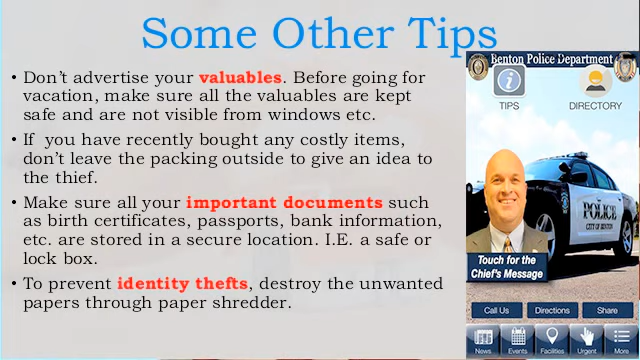 Some Other Tips
• Don't advertise your valuables. Before going for
vacation, make sure all the valuables are kept
safe and are not visible from windows etc.
• If you have recently bought any costly items,
don't leave the packing outside to give an idea to
the thief.
• Make sure all your important documents such
as birth certificates, passports, bank information,
etc. are stored in a secure location. I.E. a safe or
lock box.
• To prevent identity thefts, destroy the unwanted
papers through paper shredder.
Benton Police Department
TIPS DIRECTORY
POLICE
CITY OF BENTON
Touch for the
Chief's Message
Call Us Directions Share
News Events Facilities Urgent More